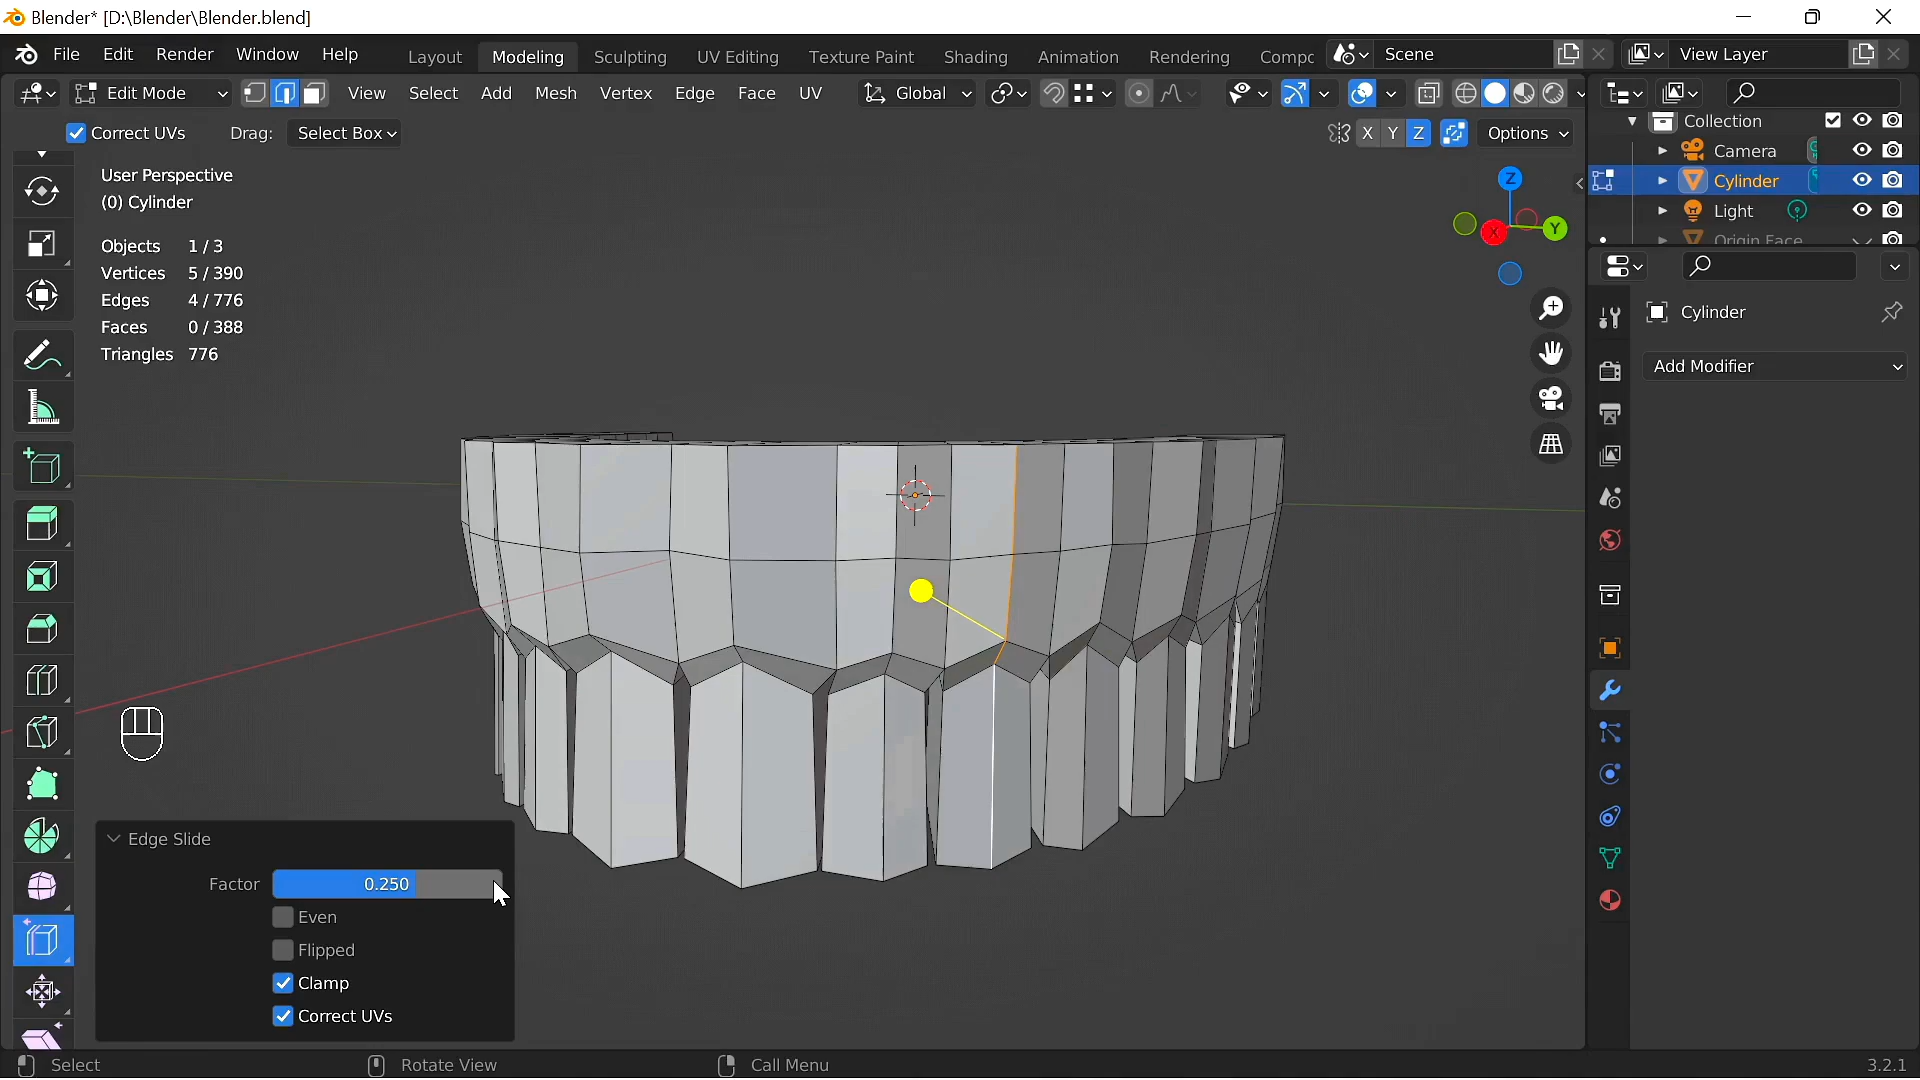 Blender* [D:\Blender\Blender.blend]
File Edit Render Window Help Layout Modeling Sculpting UV Editing Texture Paint Shading Animation Rendering Compc Scene View Layer
Edit Mode View Select Add Mesh Vertex Edge Face UV Global
Correct UVs Drag: Select Box X Y Z Options
User Perspective
(0) Cylinder
Objects 1 / 3
Vertices 5 / 390
Edges 4 / 776
Faces 0 / 388
Triangles 776
Z
X
Y
Collection
Camera
Cylinder
Light
Origin Face
Cylinder
Add Modifier
Edge Slide
Factor 0.250
Even
Flipped
Clamp
Correct UVs
Select Rotate View Call Menu 3.2.1